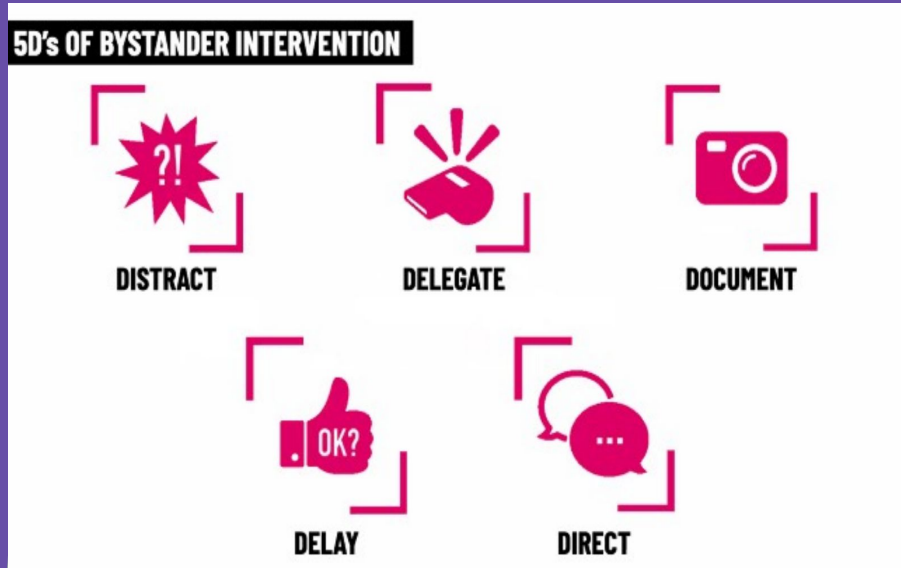 5D's OF BYSTANDER INTERVENTION
?!
DISTRACT
DELEGATE
DOCUMENT
OK?
DELAY
...
DIRECT